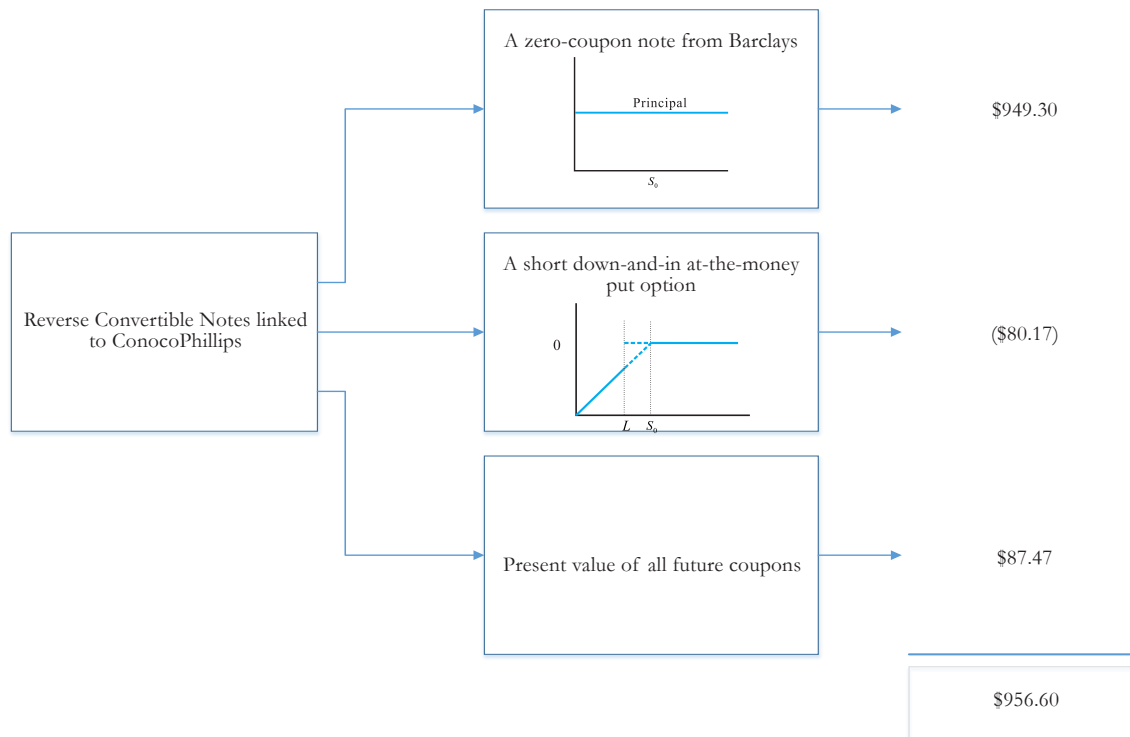 A zero-coupon note from Barclays
Principal
S₀
$949.30
Reverse Convertible Notes linked
to ConocoPhillips
A short down-and-in at-the-money
put option
0
L S₀
($80.17)
Present value of all future coupons
$87.47
$956.60